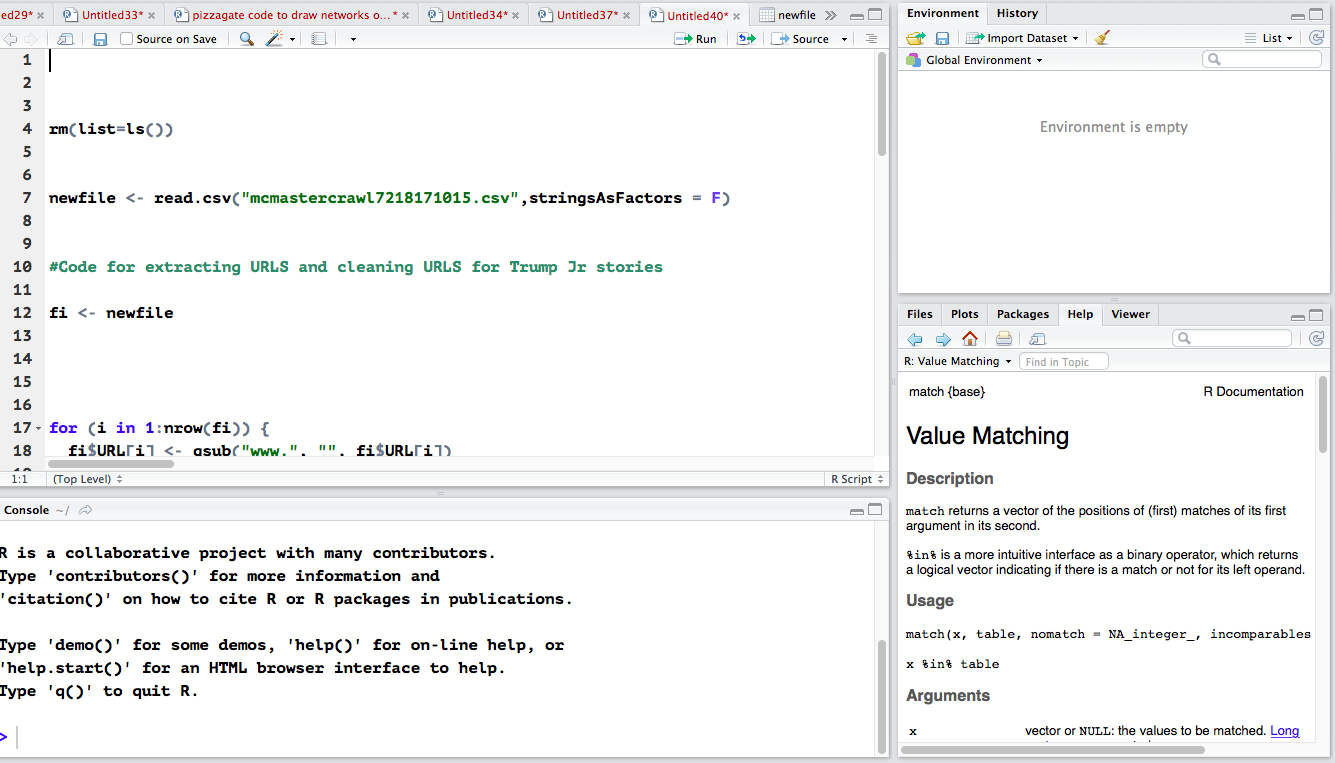 ed29* Untitled33* pizzagate code to draw networks o...* Untitled34* Untitled37* Untitled40* newfile
Source on Save Run Source
1
2
3
4 rm(list=ls())
5
6
7 newfile <- read.csv("mcmastercrawl7218171015.csv",stringsAsFactors = F)
8
9
10 #Code for extracting URLS and cleaning URLS for Trump Jr stories
11
12 fi <- newfile
13
14
15
16
17 for (i in 1:nrow(fi)) {
18 fi$URL[i] <- gsub("www.", "", fi$URL[i])
1:1 (Top Level) R Script
Console ~/
R is a collaborative project with many contributors.
Type 'contributors()' for more information and
'citation()' on how to cite R or R packages in publications.
Type 'demo()' for some demos, 'help()' for on-line help, or
'help.start()' for an HTML browser interface to help.
Type 'q()' to quit R.
>
Environment History
Import Dataset List
Global Environment
Environment is empty
Files Plots Packages Help Viewer
R: Value Matching Find in Topic
match {base} R Documentation
Value Matching
Description
match returns a vector of the positions of (first) matches of its first
argument in its second.
%in% is a more intuitive interface as a binary operator, which returns
a logical vector indicating if there is a match or not for its left operand.
Usage
match(x, table, nomatch = NA_integer_, incomparables
x %in% table
Arguments
x vector or NULL: the values to be matched. Long